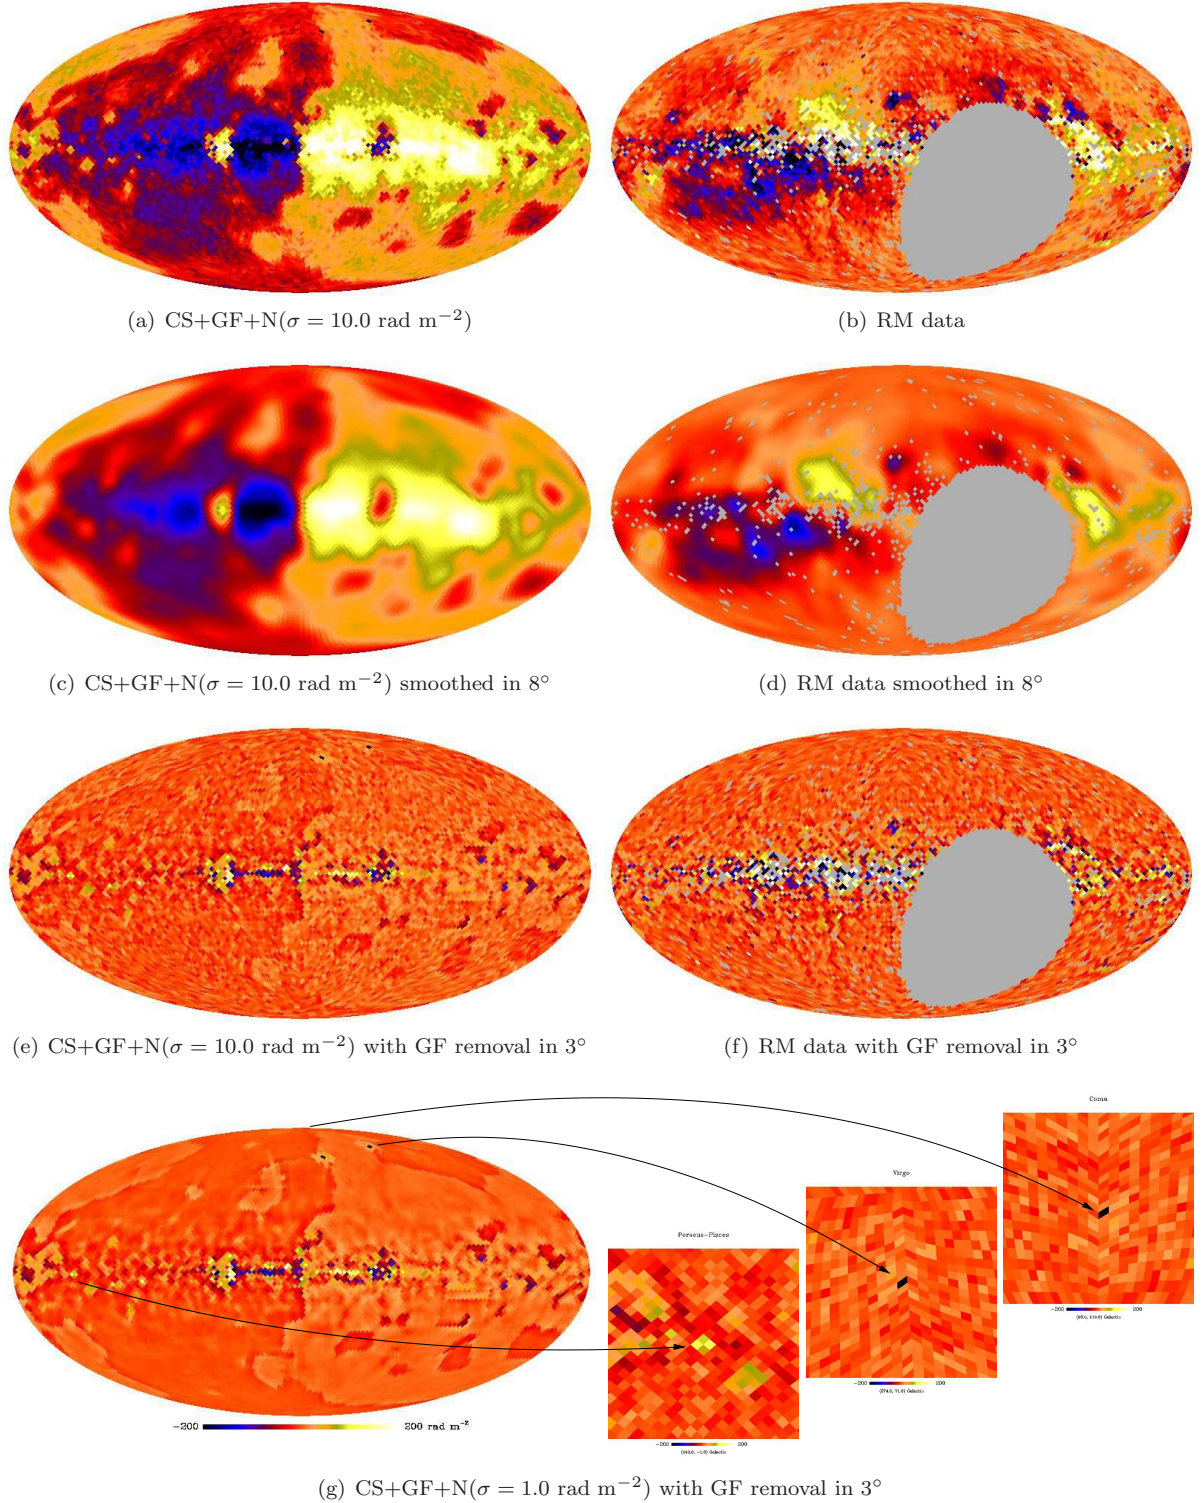 (a) CS+GF+N(σ = 10.0 rad m⁻²)
(b) RM data
(c) CS+GF+N(σ = 10.0 rad m⁻²) smoothed in 8°
(d) RM data smoothed in 8°
(e) CS+GF+N(σ = 10.0 rad m⁻²) with GF removal in 3°
(f) RM data with GF removal in 3°
Coma
-200 200
Galactic
Virgo
-200 200
Galactic
Perseus-Pisces
-200 200
Galactic
-200 200 rad m⁻²
(g) CS+GF+N(σ = 1.0 rad m⁻²) with GF removal in 3°